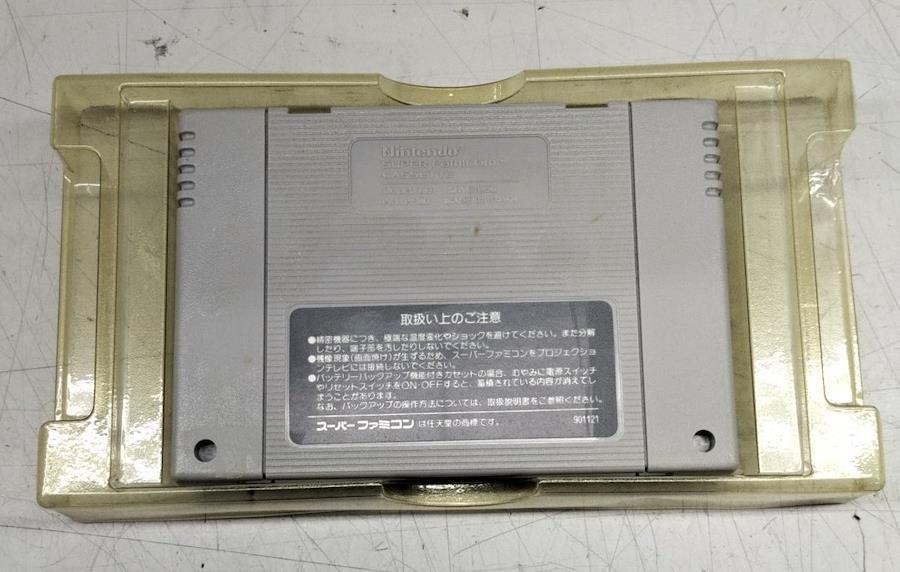 Nintendo
SUPER FAMICOM
CASSETTE
取扱い上のご注意
●精密機器につき、極端な温度変化やショックを避けてください。また分解
したり、端子部を汚したりしないでください。
●機像現象(画面焼け)が生ずるため、スーパーファミコンをプロジェクショ
ンテレビには接続しないでください。
●バッテリーバックアップ機能付きカセットの場合、むやみに電源スイッチ
やリセットスイッチをON・OFFすると、蓄積されている内容が消えてし
まうことがあります。
なお、バックアップの操作方法については、取扱説明書をご参照ください。
スーパーファミコン は任天堂の商標です。 901121